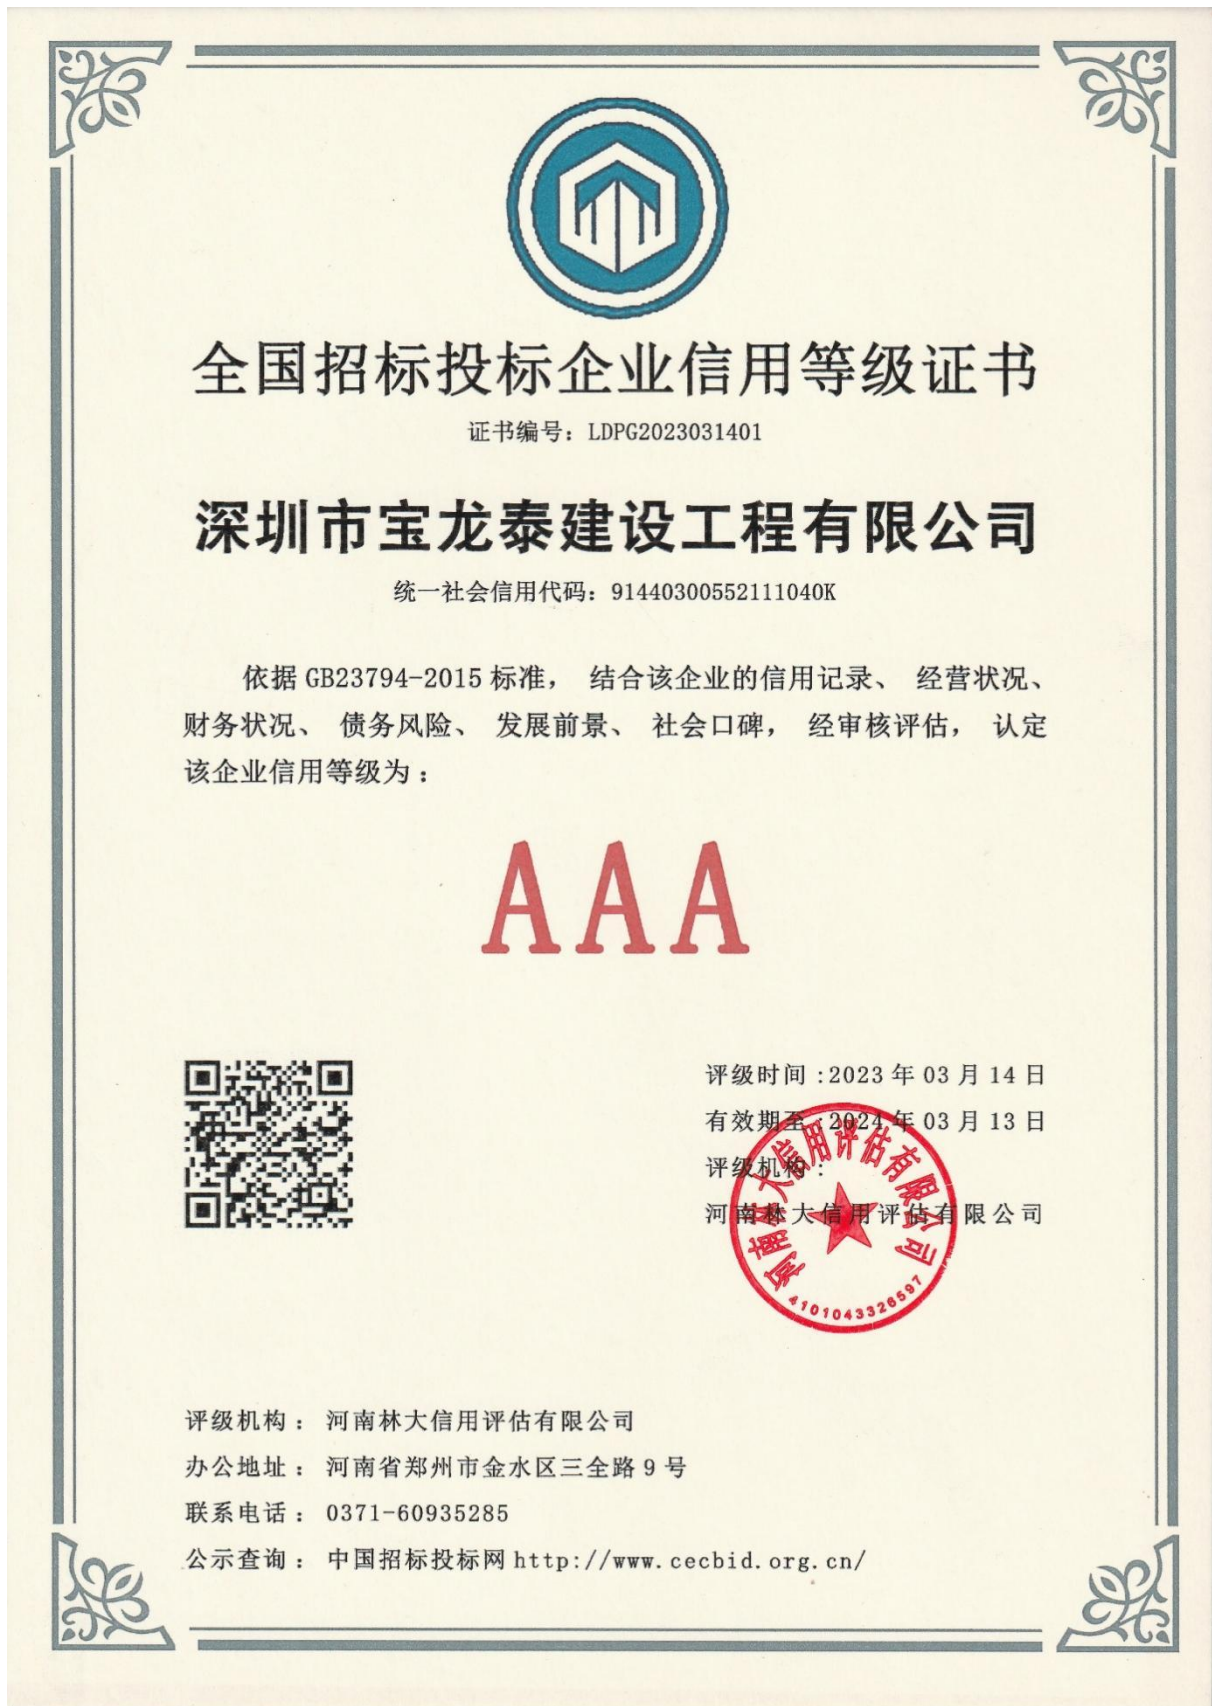 全国招标投标企业信用等级证书
证书编号：LDPG2023031401
深圳市宝龙泰建设工程有限公司
统一社会信用代码：91440300552111040K
依据 GB23794-2015 标准， 结合该企业的信用记录、 经营状况、
财务状况、 债务风险、 发展前景、 社会口碑， 经审核评估， 认定
该企业信用等级为：
AAA
评级时间 :2023 年 03 月 14 日
有效期至 :2024 年 03 月 13 日
评级机构 :
河南林大信用评估有限公司
河南林大信用评估有限公司
4101043326597
评级机构： 河南林大信用评估有限公司
办公地址： 河南省郑州市金水区三全路 9 号
联系电话： 0371-60935285
公示查询： 中国招标投标网 http://www.cecbid.org.cn/